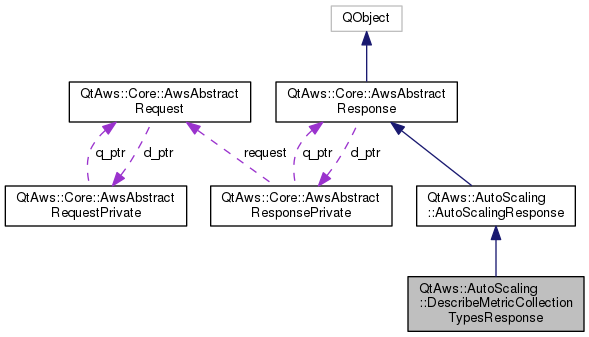 QObject
QtAws::Core::AwsAbstract
Request
QtAws::Core::AwsAbstract
Response
q_ptr
d_ptr
request
q_ptr
d_ptr
QtAws::Core::AwsAbstract
RequestPrivate
QtAws::Core::AwsAbstract
ResponsePrivate
QtAws::AutoScaling
::AutoScalingResponse
QtAws::AutoScaling
::DescribeMetricCollection
TypesResponse